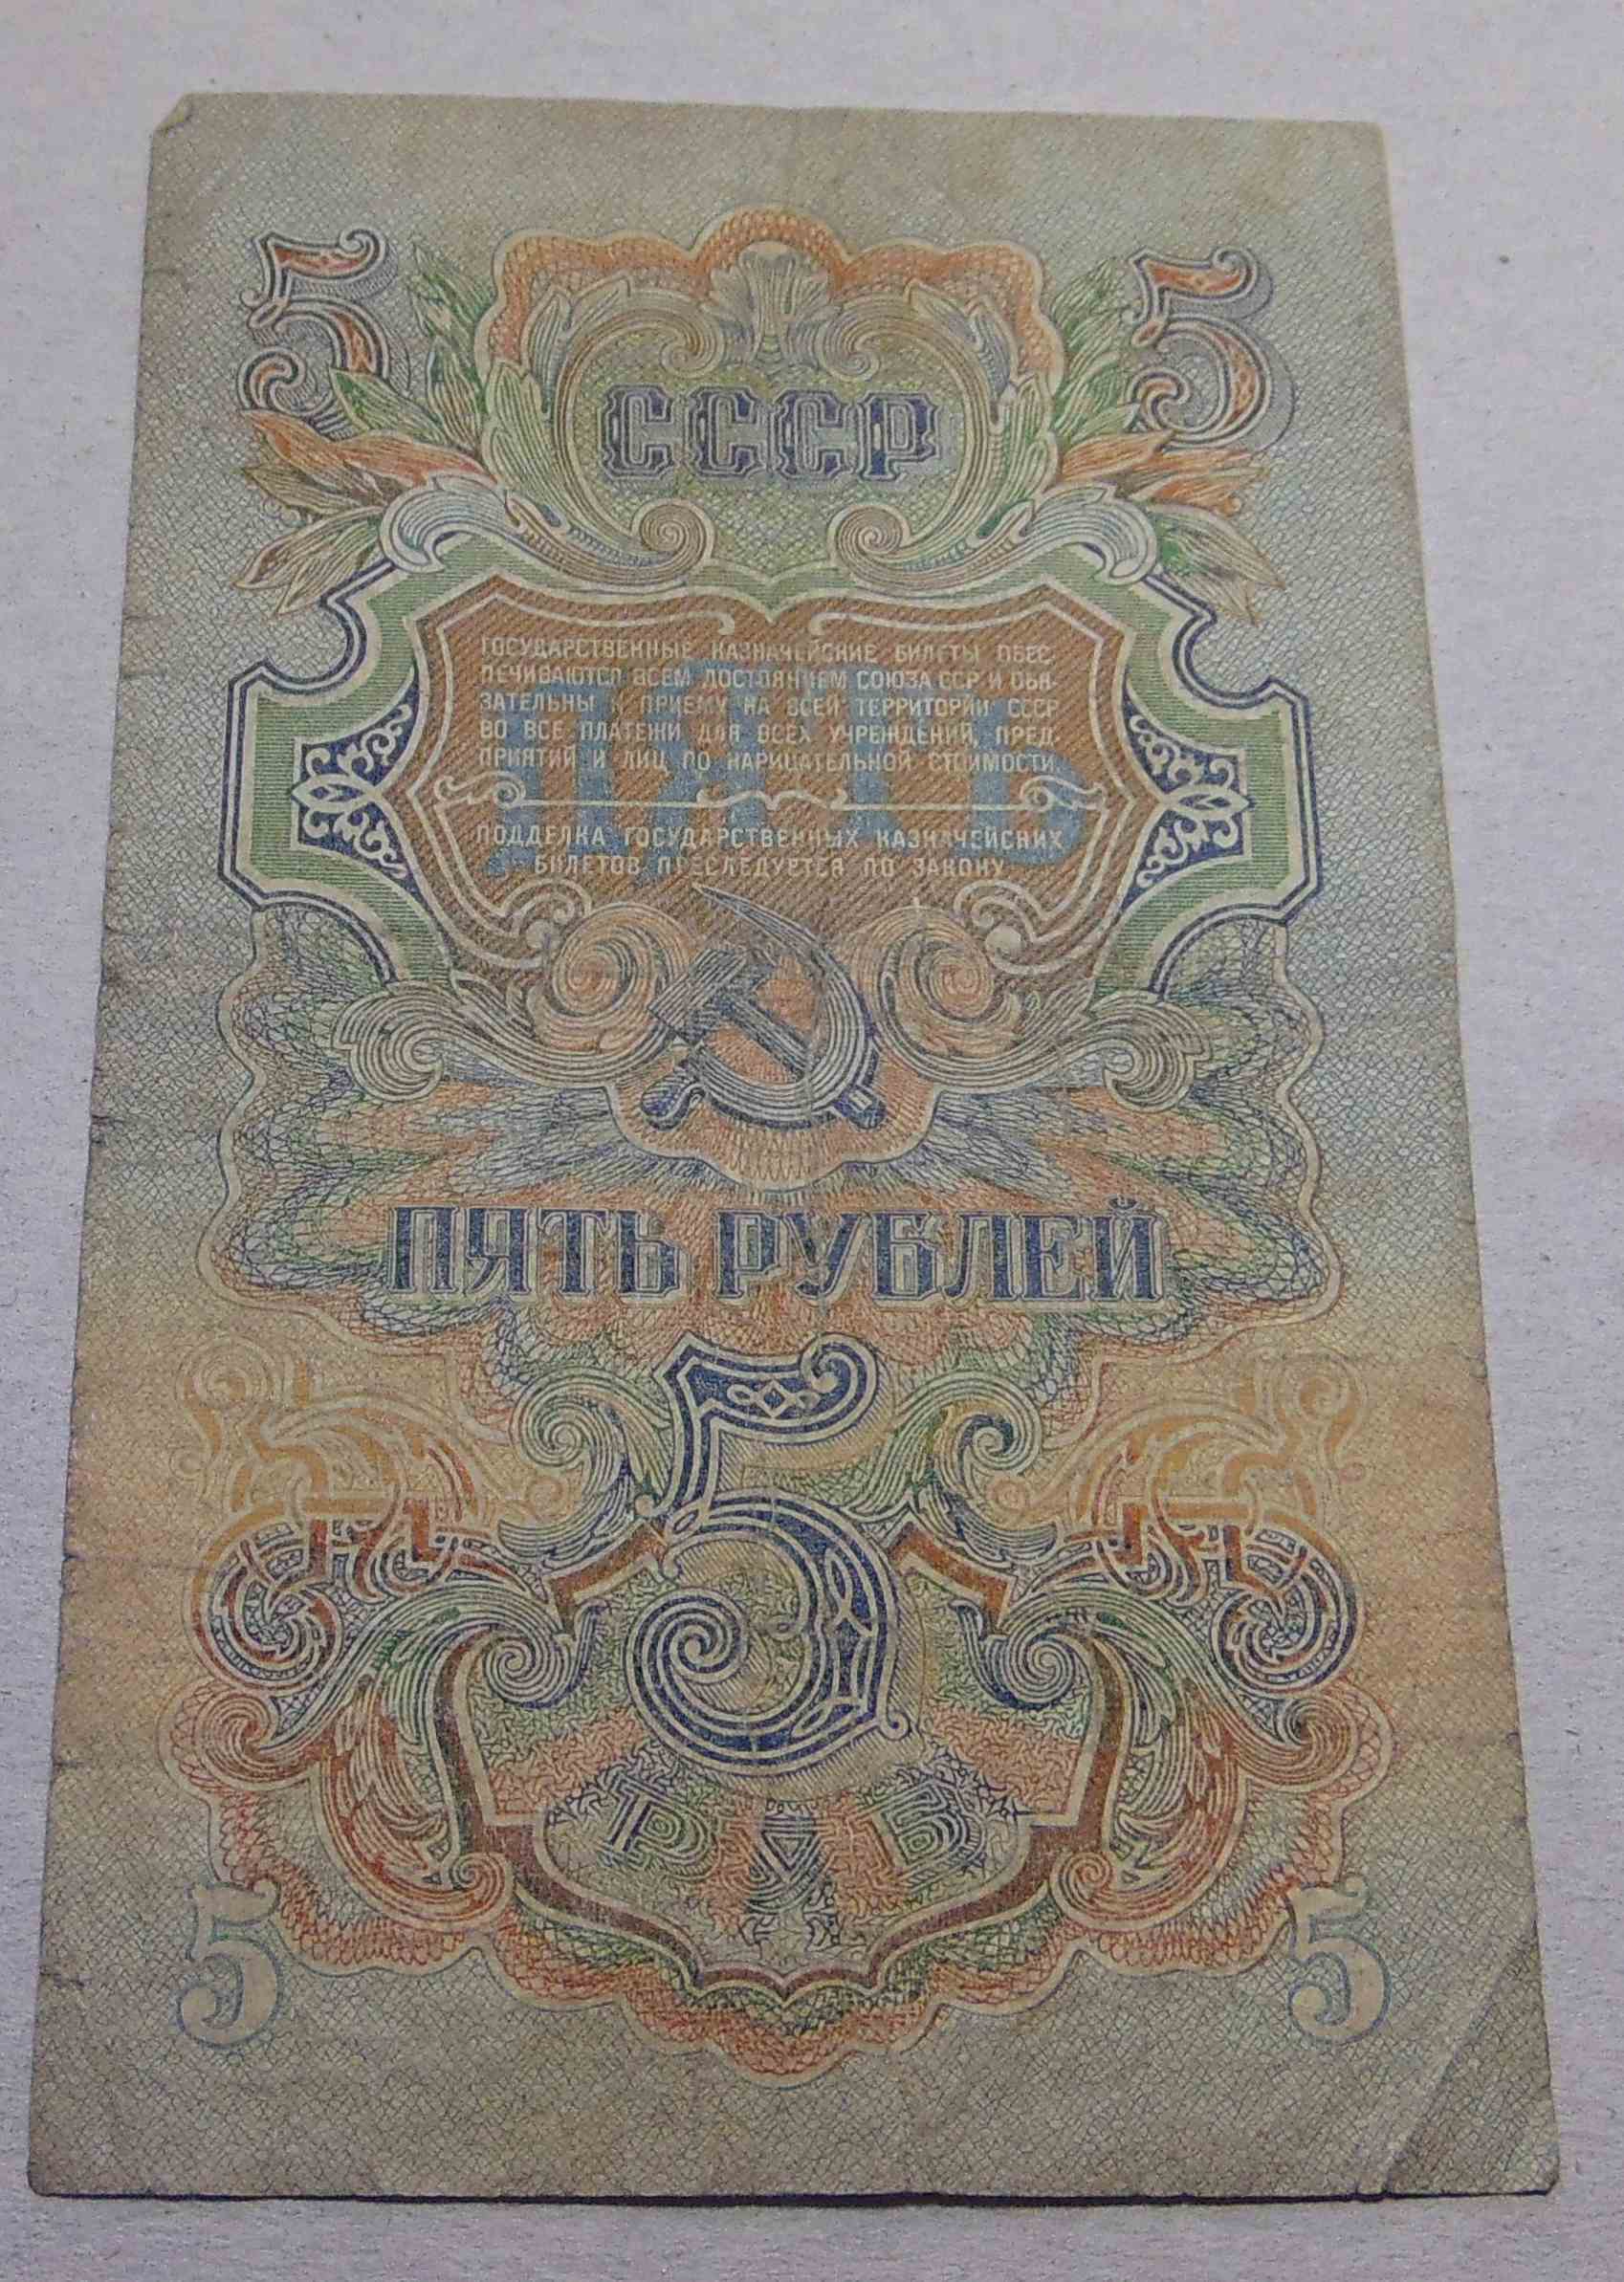 5 5
СССР
ГОСУДАРСТВЕННЫЕ КАЗНАЧЕЙСКИЕ БИЛЕТЫ ОБЕС-
ПЕЧИВАЮТСЯ ВСЕМ ДОСТОЯНИЕМ СОЮЗА ССР И ОБЯ-
ЗАТЕЛЬНЫ К ПРИЕМУ НА ВСЕЙ ТЕРРИТОРИИ СССР
ВО ВСЕ ПЛАТЕЖИ ДЛЯ ВСЕХ УЧРЕЖДЕНИЙ, ПРЕД-
ПРИЯТИЙ И ЛИЦ ПО НАРИЦАТЕЛЬНОЙ СТОИМОСТИ.
ПЯТЬ
ПОДДЕЛКА ГОСУДАРСТВЕННЫХ КАЗНАЧЕЙСКИХ
БИЛЕТОВ ПРЕСЛЕДУЕТСЯ ПО ЗАКОНУ
ПЯТЬ РУБЛЕЙ
5
РУБ
5 5